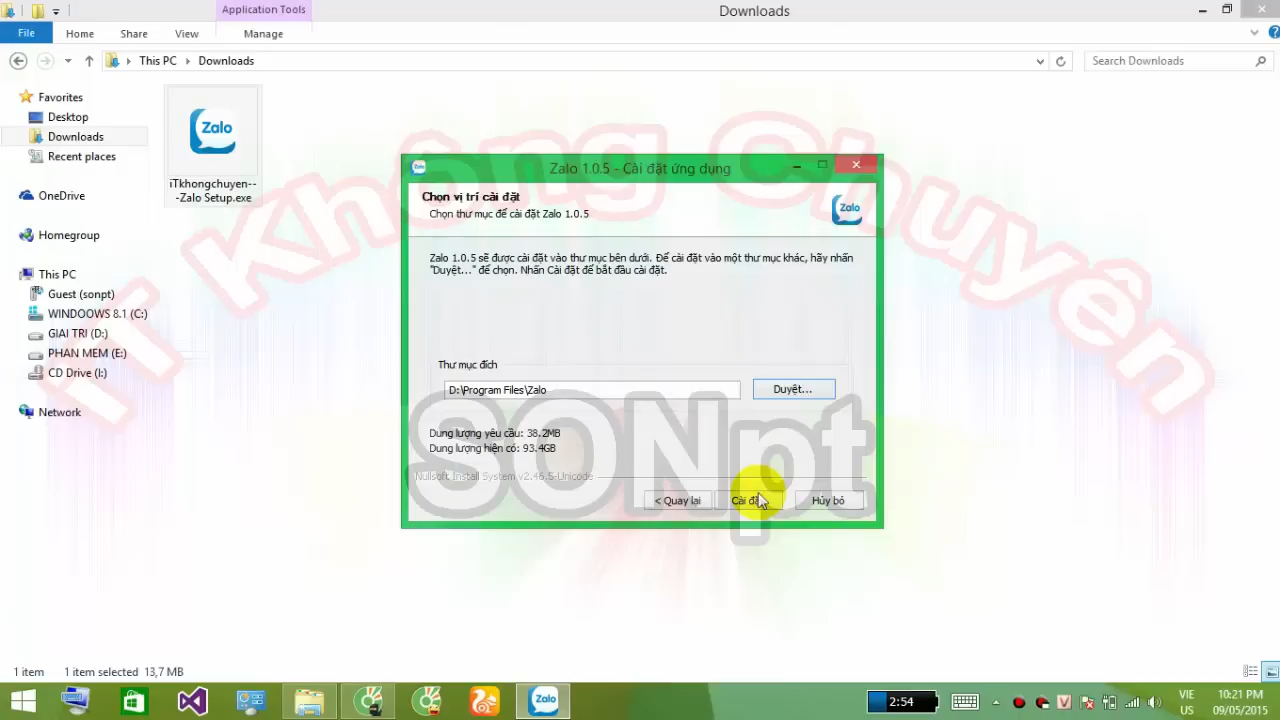 Application Tools
Downloads
File
Home
Share
View
Manage
This PC
Downloads
Search Downloads
Favorites
Desktop
Downloads
Recent places
OneDrive
Homegroup
This PC
Guest (sonpt)
WINDOOWS 8.1 (C:)
GIAI TRI (D:)
PHAN MEM (E:)
CD Drive (I:)
Network
Zalo
iTkhongchuyen--
-Zalo Setup.exe
IT Không Chuyên
Zalo 1.0.5 - Cài đặt ứng dụng
Chọn vị trí cài đặt
Chọn thư mục để cài đặt Zalo 1.0.5
Zalo
Zalo 1.0.5 sẽ được cài đặt vào thư mục bên dưới. Để cài đặt vào một thư mục khác, hãy nhấn
"Duyệt..." để chọn. Nhấn Cài đặt để bắt đầu cài đặt.
Thư mục đích
D:\Program Files\Zalo
Duyệt...
Dung lượng yêu cầu: 38.2MB
Dung lượng hiện có: 93.4GB
SONpt
Nullsoft Install System v2.46.5-Unicode
< Quay lại
Cài đặt
Hủy bỏ
1 item
1 item selected
13,7 MB
Zalo
2:54
V
VIE
US
10:21 PM
09/05/2015